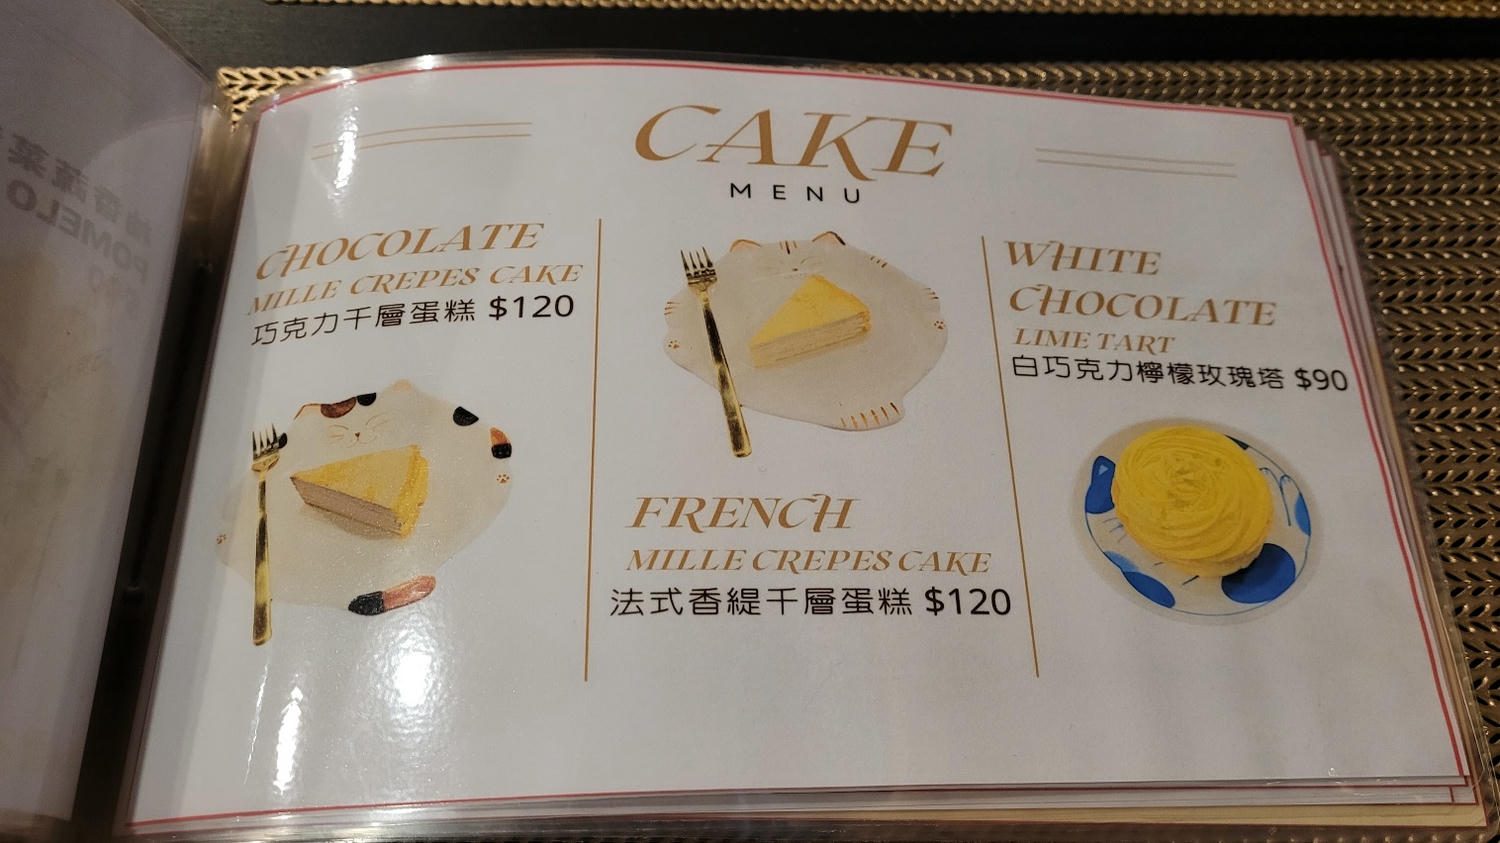 CAKE
MENU
CHOCOLATE
MILLE CREPES CAKE
巧克力千層蛋糕 $120
FRENCH
MILLE CREPES CAKE
法式香緹千層蛋糕 $120
WHITE
CHOCOLATE
LIME TART
白巧克力檸檬玫瑰塔 $90
POMELO